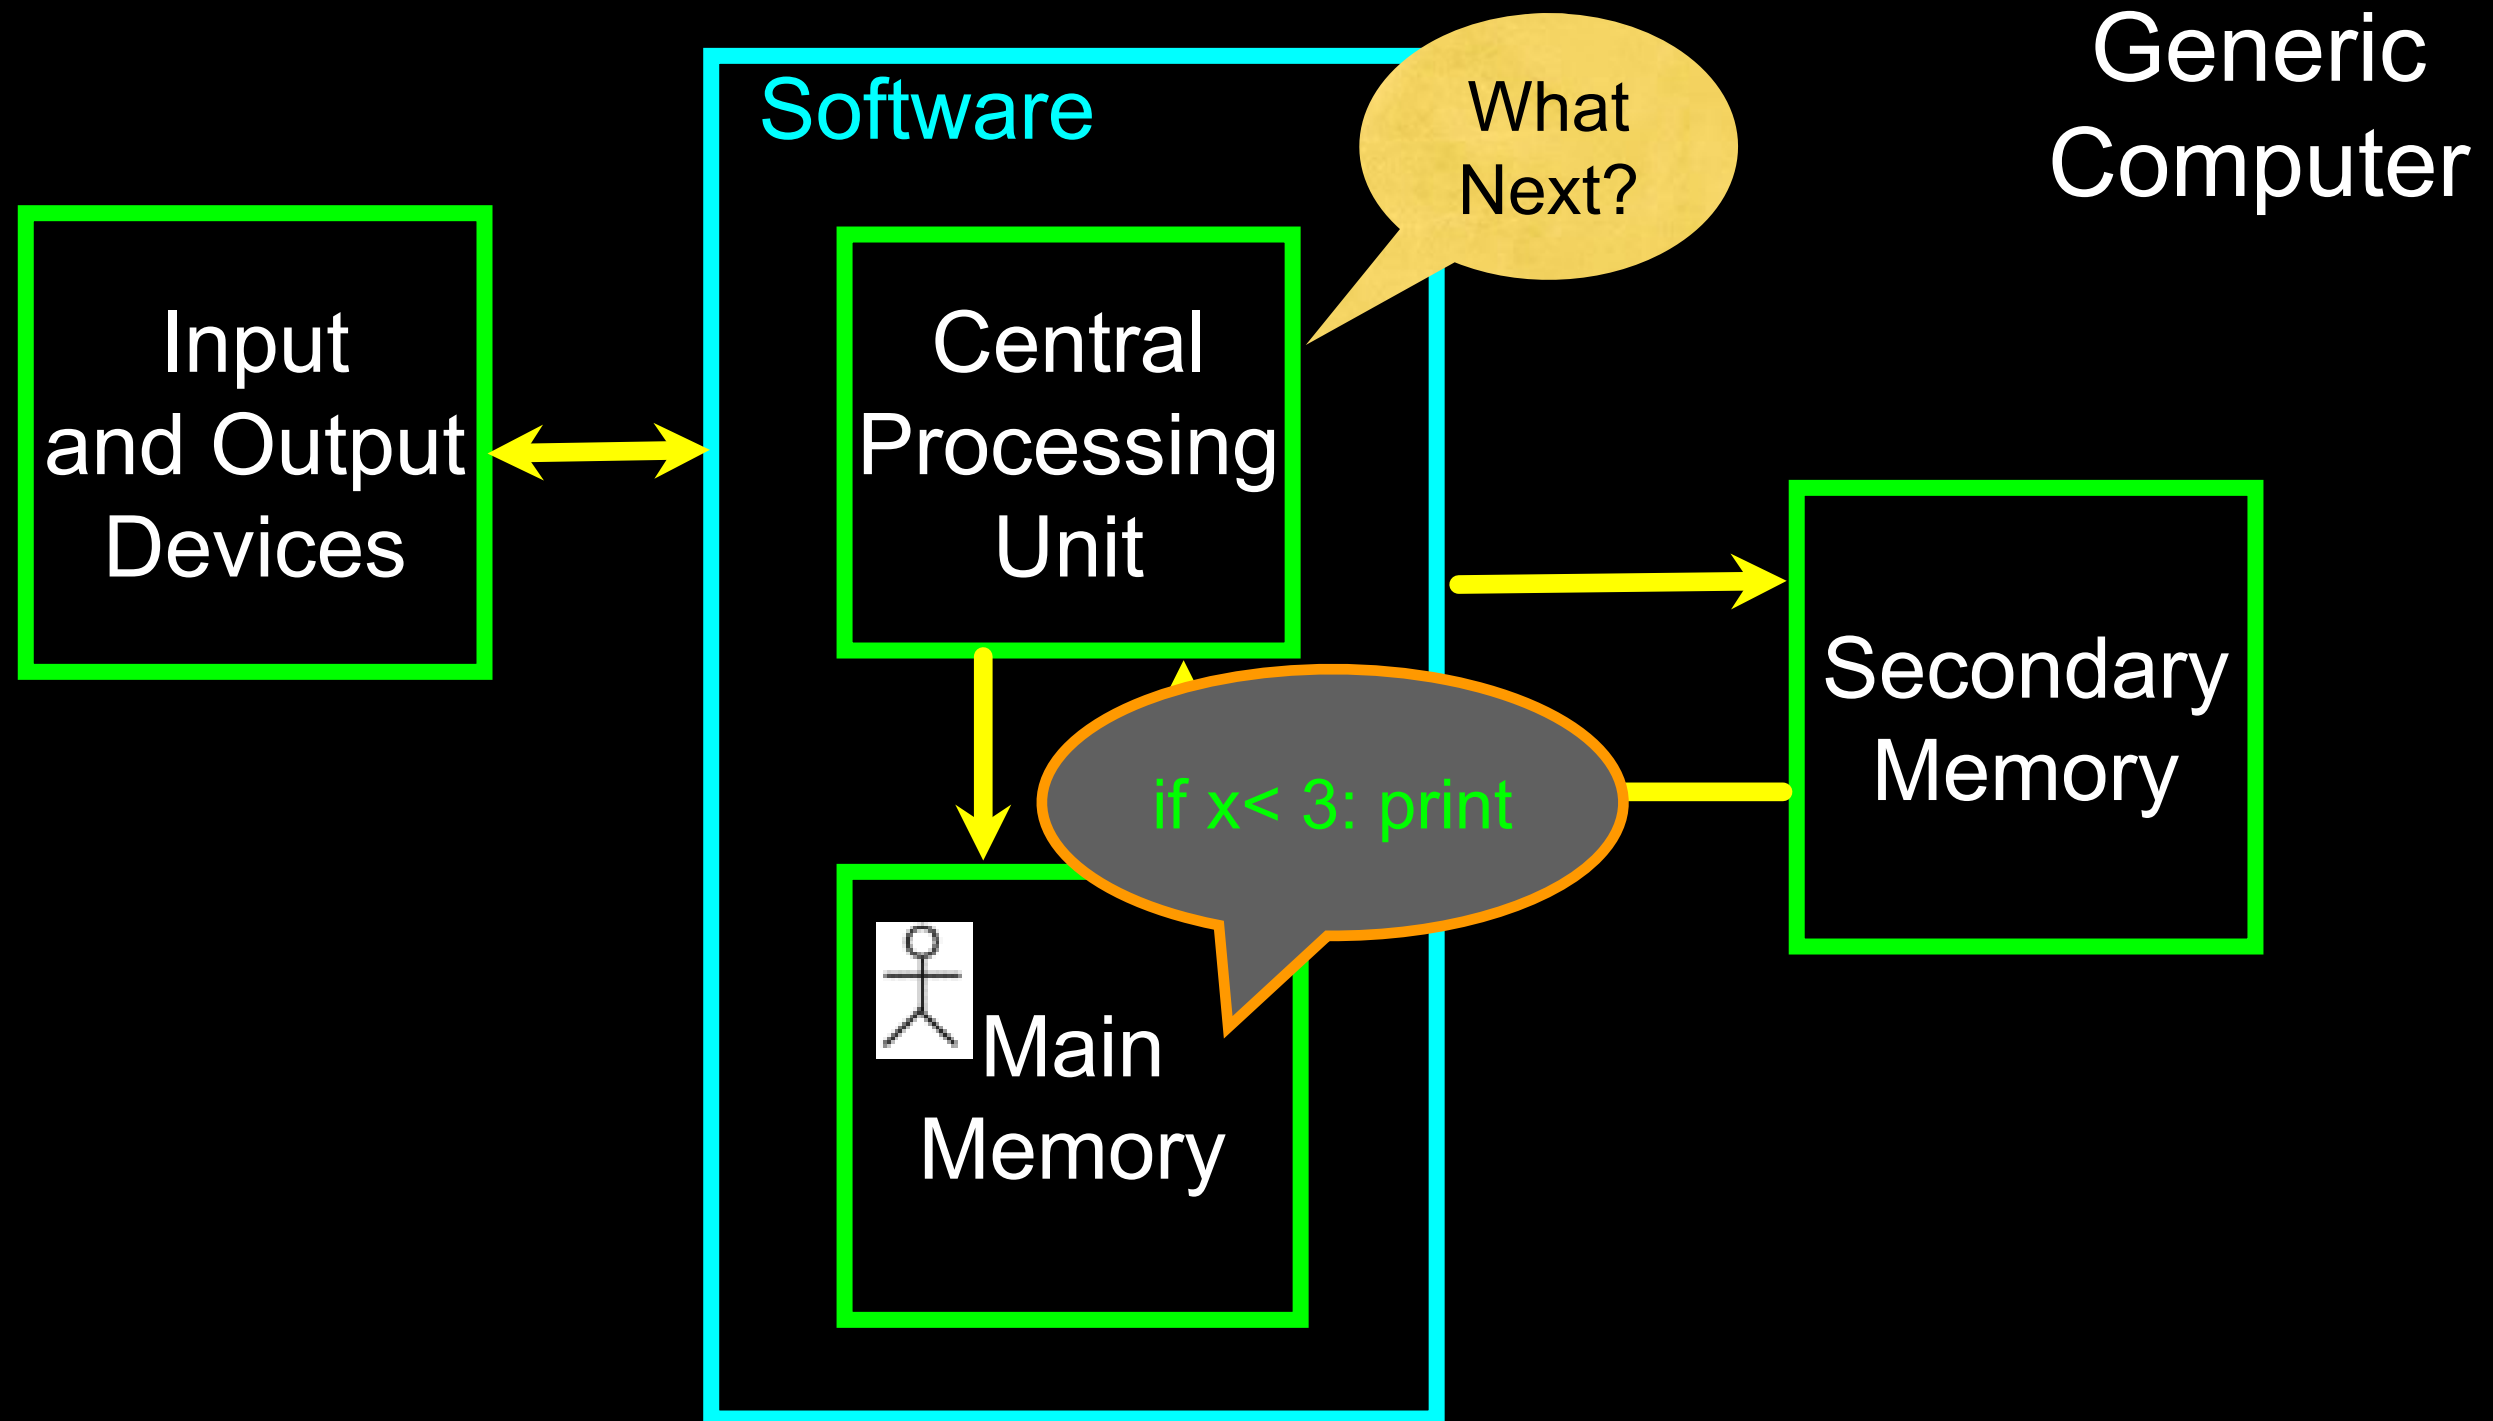 Generic
Computer
Software
What
Next?
Input
and Output
Devices
Central
Processing
Unit
Secondary
Memory
if x< 3: print
Main
Memory